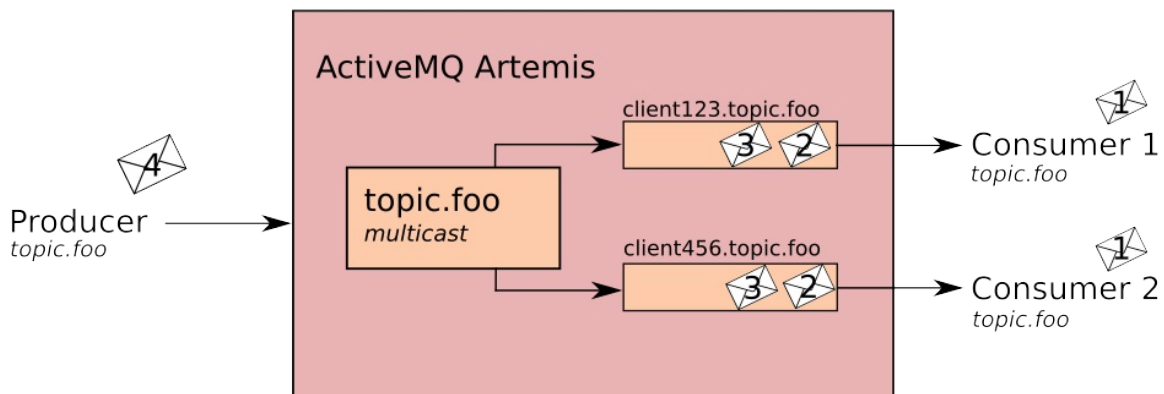 ActiveMQ Artemis
client123.topic.foo
1
3 2
4
Consumer 1
topic.foo
topic.foo
multicast
Producer
topic.foo
client456.topic.foo
1
3 2
Consumer 2
topic.foo